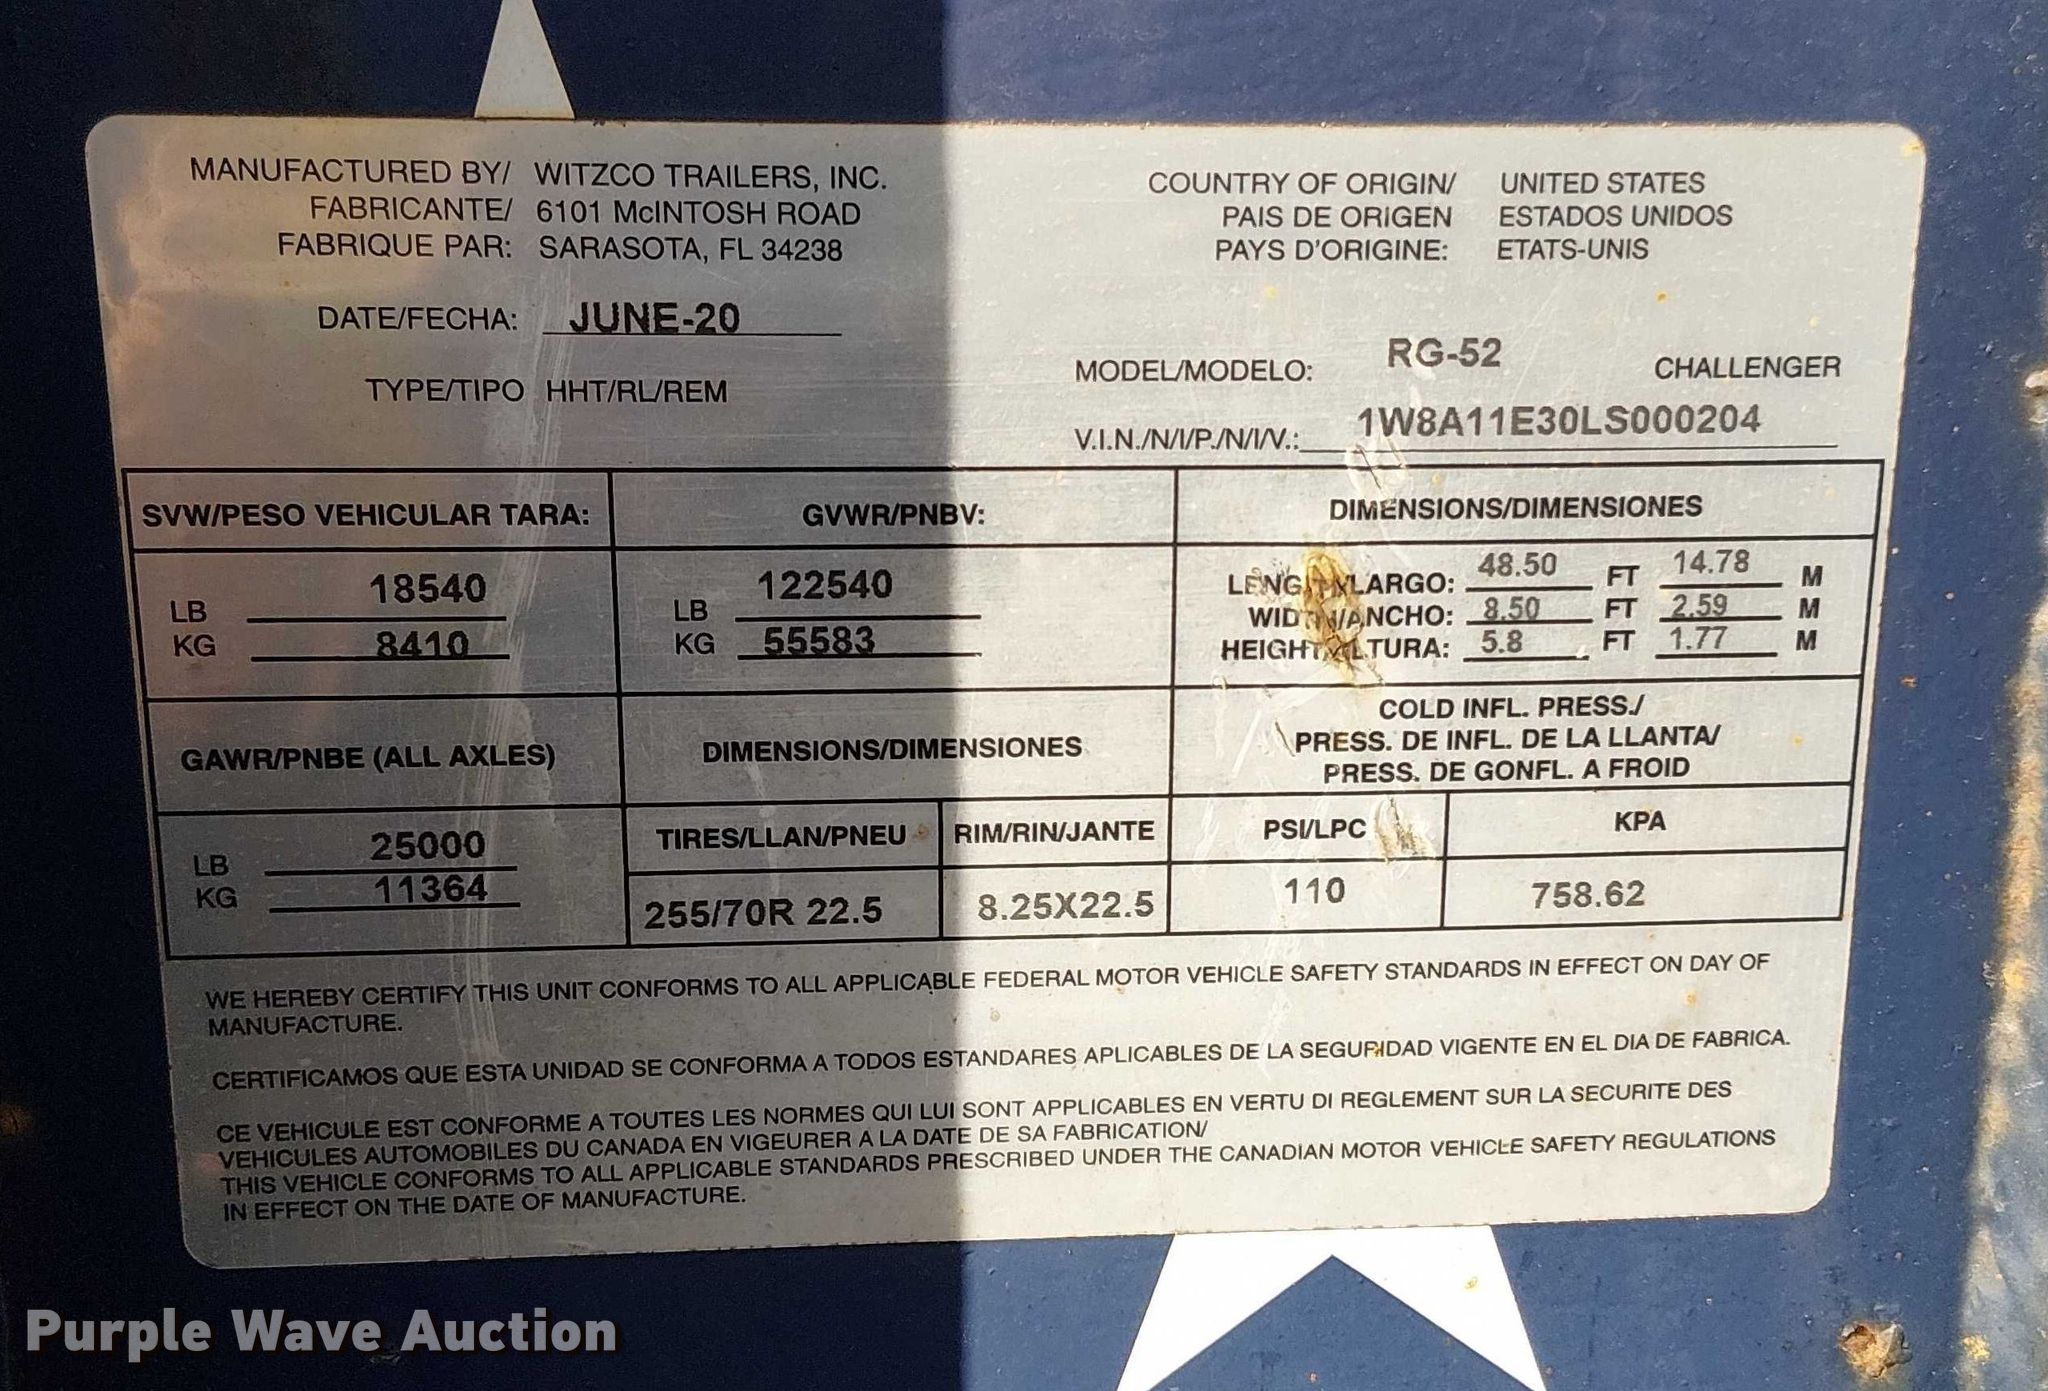 MANUFACTURED BY/ WITZCO TRAILERS, INC.
FABRICANTE/ 6101 McINTOSH ROAD
FABRIQUE PAR: SARASOTA, FL 34238
DATE/FECHA: JUNE-20
TYPE/TIPO HHT/RL/REM
COUNTRY OF ORIGIN/ UNITED STATES
PAIS DE ORIGEN ESTADOS UNIDOS
PAYS D'ORIGINE: ETATS-UNIS
MODEL/MODELO: RG-52 CHALLENGER
V.I.N./N/I/P./N/I/V.: 1W8A11E30LS000204
SVW/PESO VEHICULAR TARA:
LB 18540
KG 8410
GVWR/PNBV:
LB 122540
KG 55583
DIMENSIONS/DIMENSIONES
LENGTH/LARGO: 48.50 FT 14.78 M
WIDTH/ANCHO: 8.50 FT 2.59 M
HEIGHT/ALTURA: 5.8 FT 1.77 M
GAWR/PNBE (ALL AXLES)
LB 25000
KG 11364
DIMENSIONS/DIMENSIONES
TIRES/LLAN/PNEU RIM/RIN/JANTE
255/70R 22.5 8.25X22.5
COLD INFL. PRESS./
PRESS. DE INFL. DE LA LLANTA/
PRESS. DE GONFL. A FROID
PSI/LPC KPA
110 758.62
WE HEREBY CERTIFY THIS UNIT CONFORMS TO ALL APPLICABLE FEDERAL MOTOR VEHICLE SAFETY STANDARDS IN EFFECT ON DAY OF
MANUFACTURE.
CERTIFICAMOS QUE ESTA UNIDAD SE CONFORMA A TODOS ESTANDARES APLICABLES DE LA SEGURIDAD VIGENTE EN EL DIA DE FABRICA.
CE VEHICULE EST CONFORME A TOUTES LES NORMES QUI LUI SONT APPLICABLES EN VERTU DI REGLEMENT SUR LA SECURITE DES
VEHICULES AUTOMOBILES DU CANADA EN VIGEURER A LA DATE DE SA FABRICATION/
THIS VEHICLE CONFORMS TO ALL APPLICABLE STANDARDS PRESCRIBED UNDER THE CANADIAN MOTOR VEHICLE SAFETY REGULATIONS
IN EFFECT ON THE DATE OF MANUFACTURE.
Purple Wave Auction